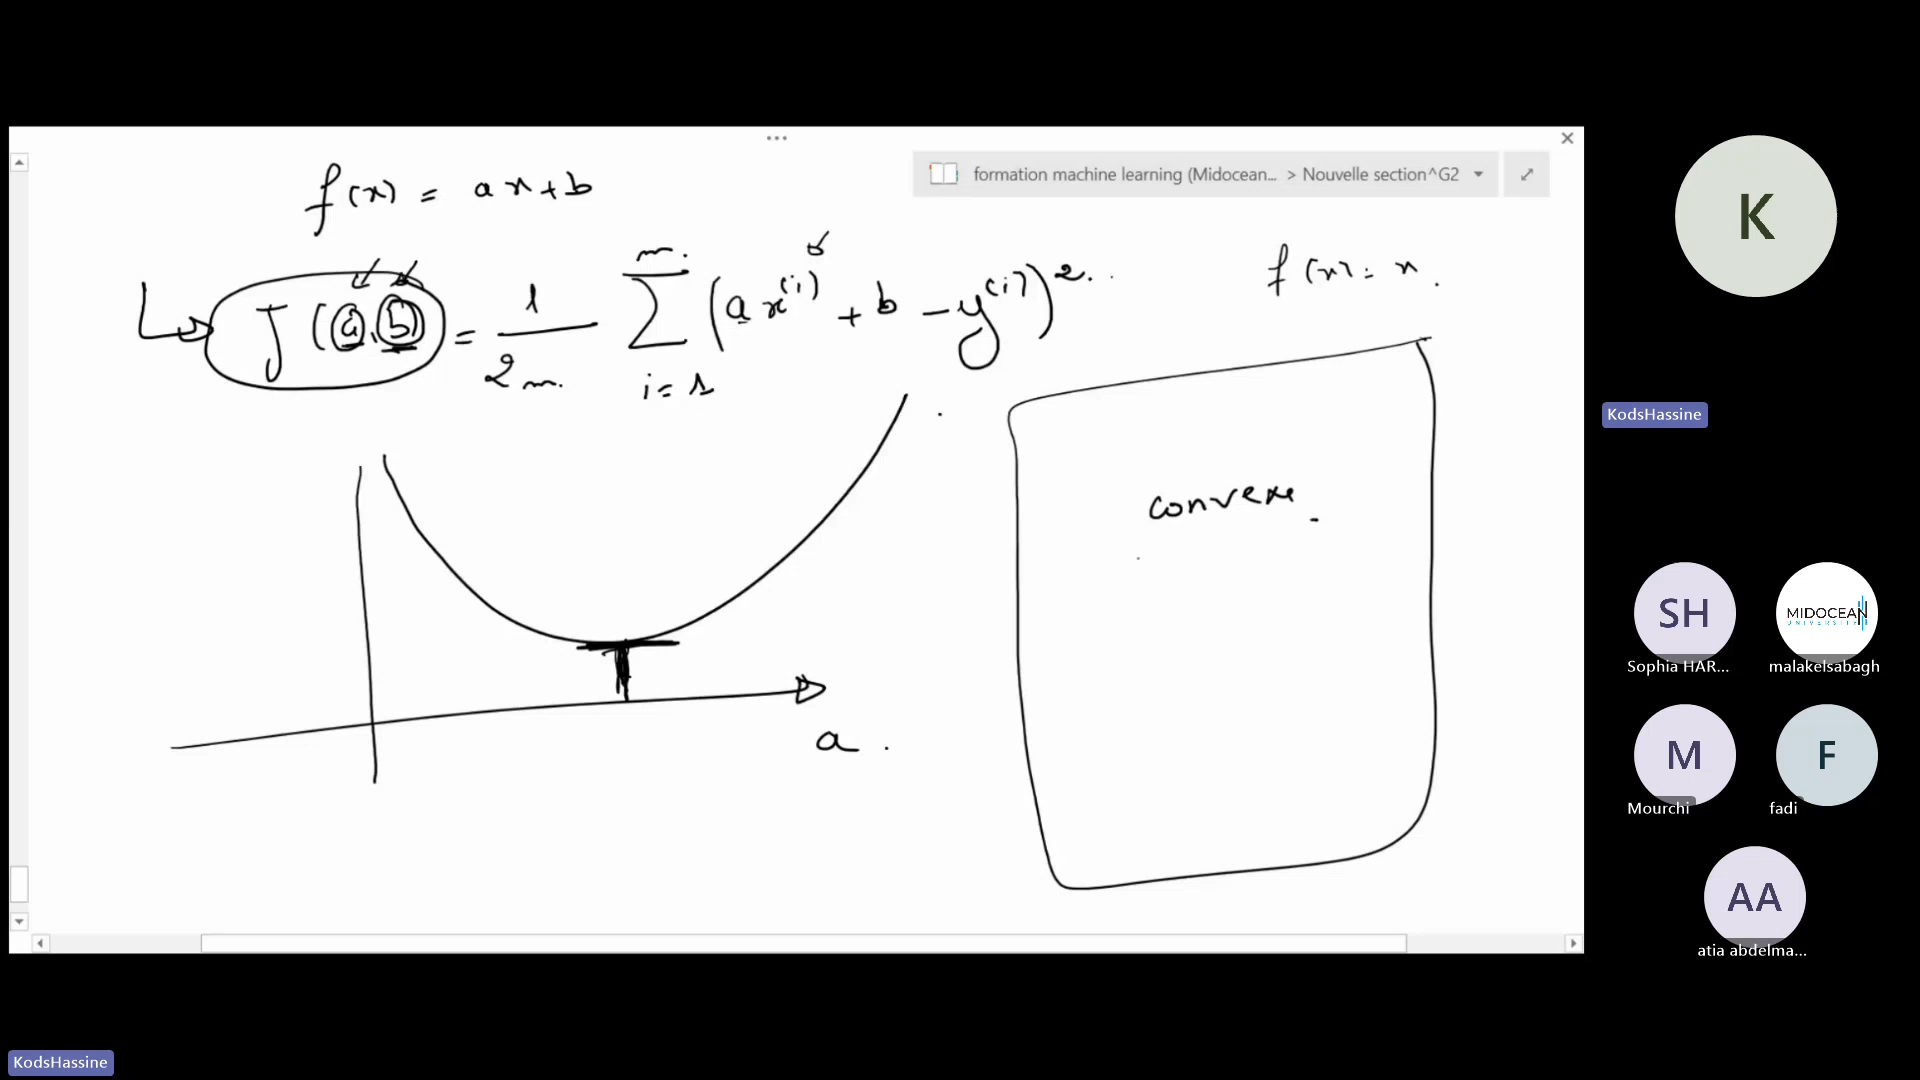 f(x) = ax+b
formation machine learning (Midocean... > Nouvelle section^G2
J(a,b) = 1/2m ∑ m i=1 (ax^(i) + b - y^(i))^2
f(x) = x
convexe
a
K
KodsHassine
SH
Sophia HAR...
MIDOCEAN
UNIVERSITY
malakelsabagh
M
Mourchi
F
fadi
AA
atia abdelma...
KodsHassine